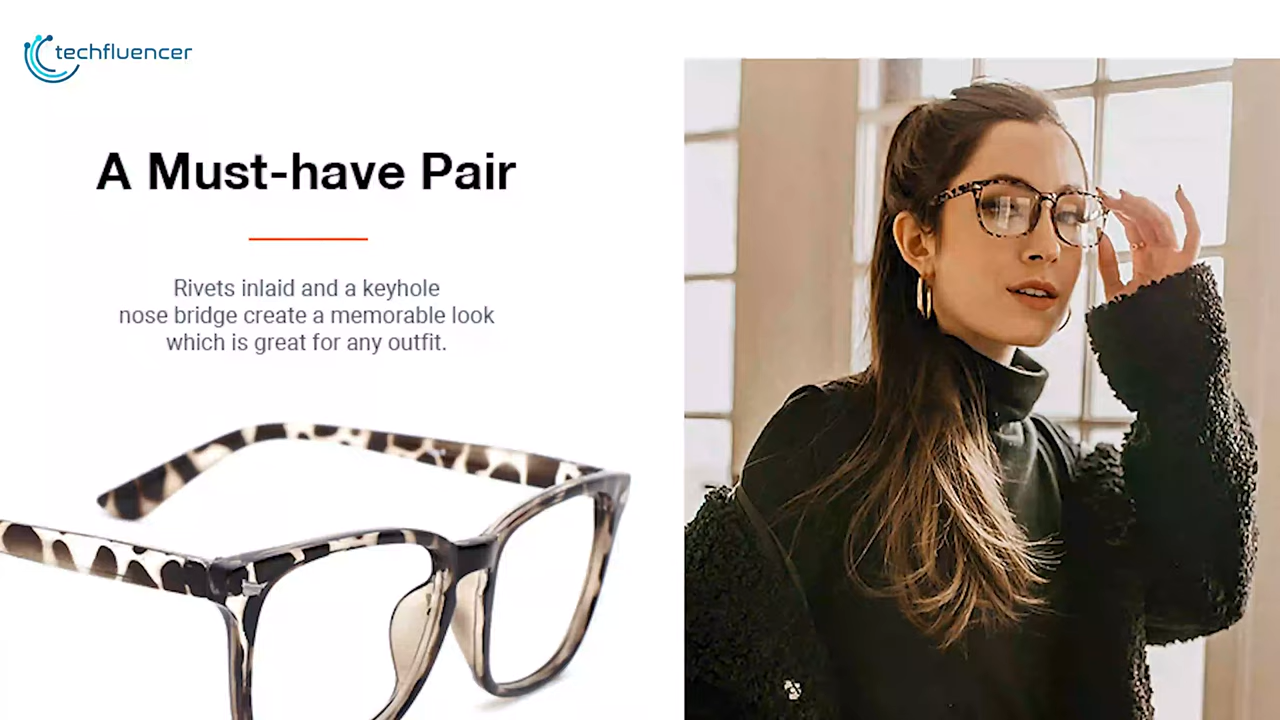 techfluencer
A Must-have Pair
Rivets inlaid and a keyhole
nose bridge create a memorable look
which is great for any outfit.